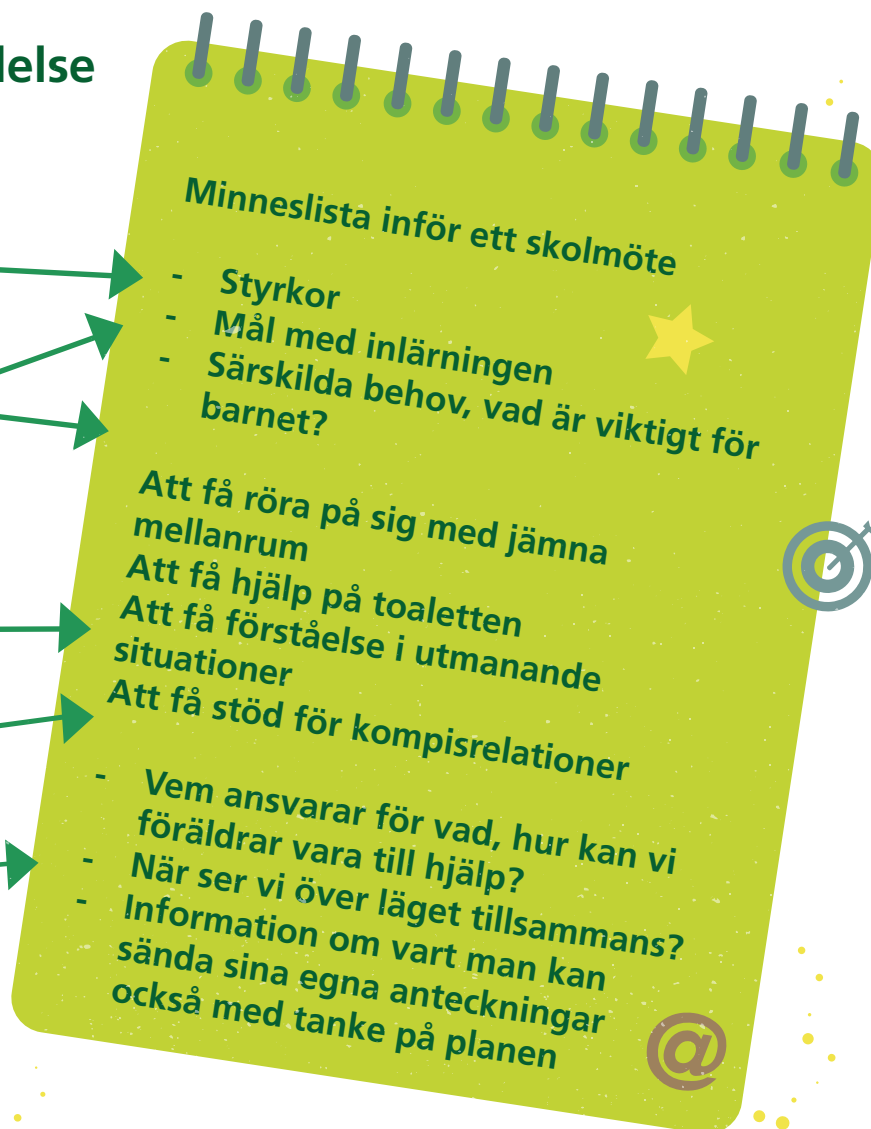 Minneslista inför ett skolmöte
- Styrkor
- Mål med inlärningen
- Särskilda behov, vad är viktigt för
barnet?
Att få röra på sig med jämna
mellanrum
Att få hjälp på toaletten
Att få förståelse i utmanande
situationer
Att få stöd för kompisrelationer
- Vem ansvarar för vad, hur kan vi
föräldrar vara till hjälp?
- När ser vi över läget tillsammans?
- Information om vart man kan
sända sina egna anteckningar
också med tanke på planen
@